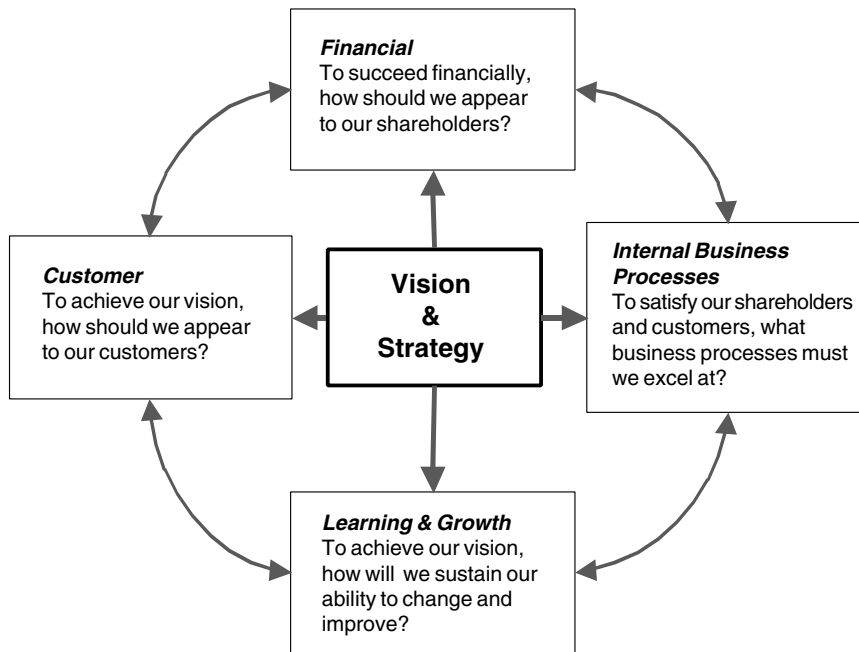 Financial
To succeed financially,
how should we appear
to our shareholders?
Customer
To achieve our vision,
how should we appear
to our customers?
Vision
&
Strategy
Internal Business
Processes
To satisfy our shareholders
and customers, what
business processes must
we excel at?
Learning & Growth
To achieve our vision,
how will we sustain our
ability to change and
improve?